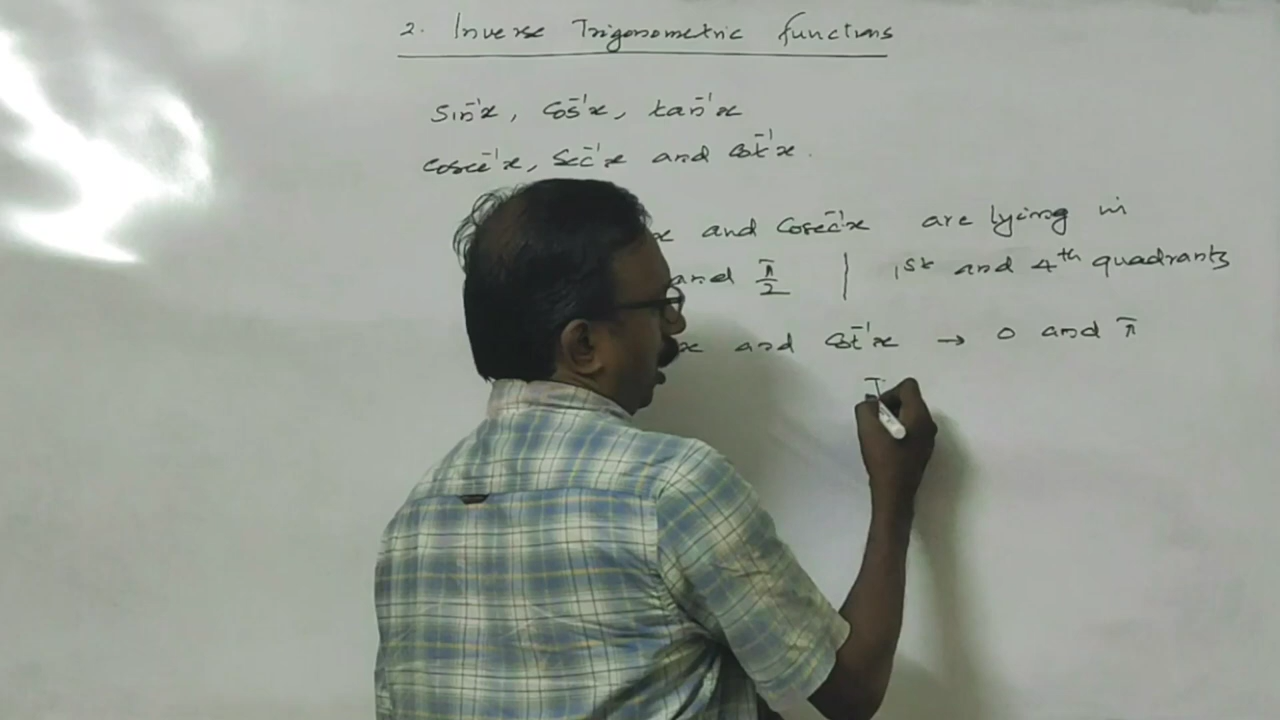 2. Inverse Trigonometric functions
sin⁻¹x, cos⁻¹x, tan⁻¹x
cosec⁻¹x, sec⁻¹x and cot⁻¹x.
x and cosec⁻¹x are lying in
and π/2 | 1st and 4th quadrants
x and cot⁻¹x → 0 and π
I